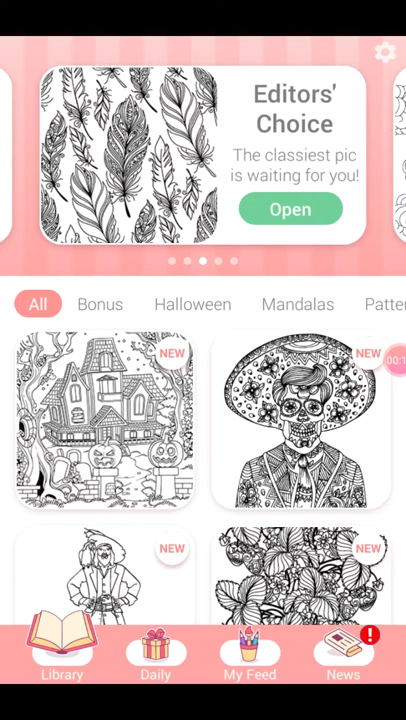 Editors'
Choice
The classiest pic
is waiting for you!
Open
All Bonus Halloween Mandalas
NEW NEW
NEW NEW
Library Daily My Feed News